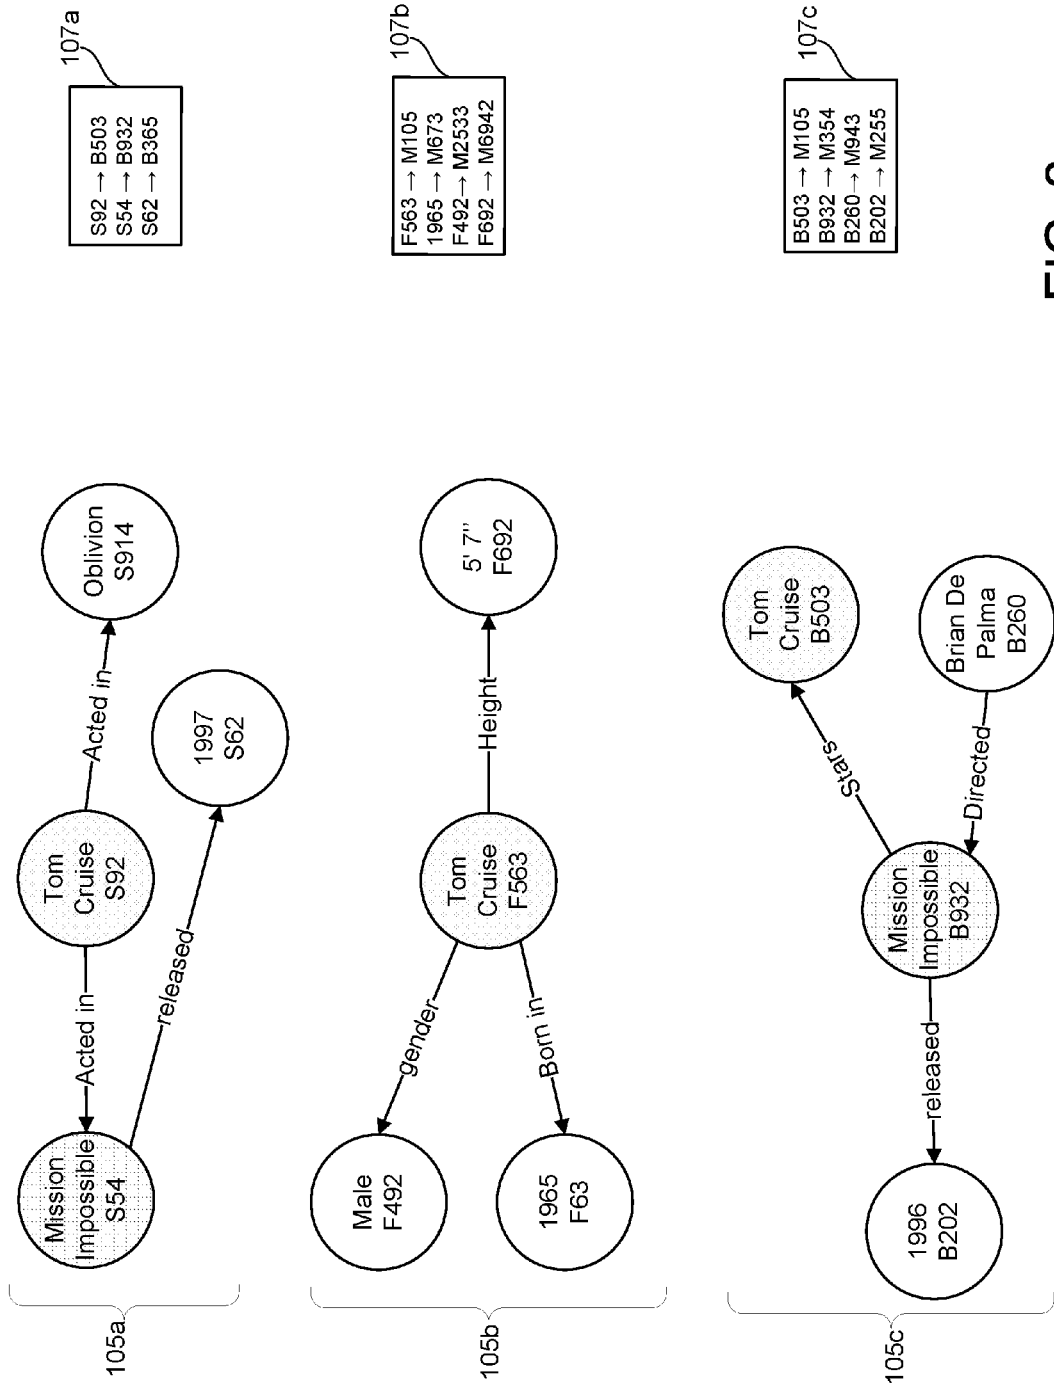 105a
Mission
Impossible
S54
Acted in
Tom
Cruise
S92
Acted in
Oblivion
S914
released
1997
S62
S92 → B503
S54 → B932
S62 → B365
107a
105b
Male
F492
gender
1965
F63
Born in
Tom
Cruise
F563
Height
5' 7"
F692
F563 → M105
1965 → M673
F492 → M2533
F692 → M6942
107b
105c
1996
B202
released
Mission
Impossible
B932
Stars
Tom
Cruise
B503
Directed
Brian De
Palma
B260
B503 → M105
B932 → M354
B260 → M943
B202 → M255
107c
FIG.